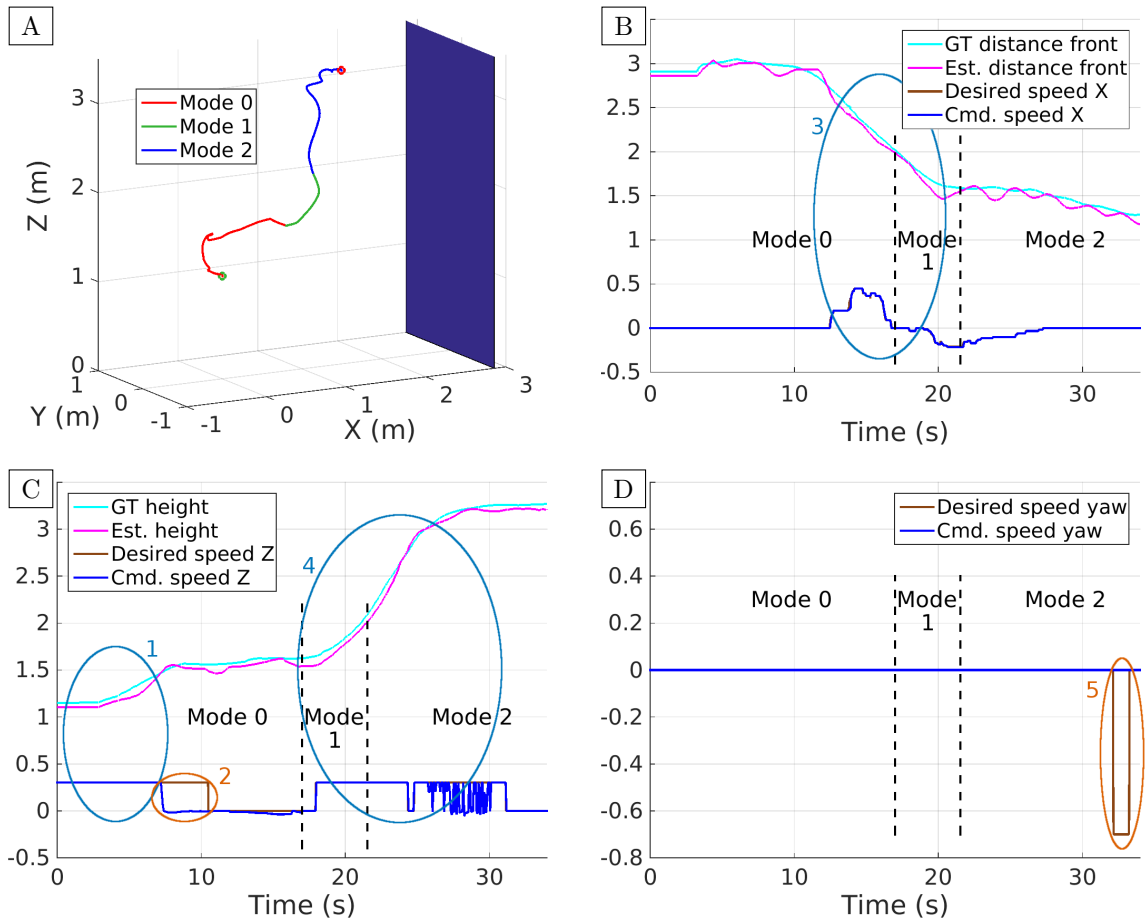 A
Z (m)
3
2
1
0
Mode 0
Mode 1
Mode 2
1
0
-1
Y (m)
-1
0
1
2
3
X (m)
B
GT distance front
Est. distance front
Desired speed X
Cmd. speed X
3
2.5
2
1.5
1
0.5
0
-0.5
3
Mode 0
Mode
1
Mode 2
0
10
20
30
Time (s)
C
GT height
Est. height
Desired speed Z
Cmd. speed Z
3
2.5
2
1.5
1
0.5
0
-0.5
1
2
4
Mode 0
Mode
1
Mode 2
0
10
20
30
Time (s)
D
Desired speed yaw
Cmd. speed yaw
0.6
0.4
0.2
0
-0.2
-0.4
-0.6
-0.8
Mode 0
Mode
1
Mode 2
5
0
10
20
30
Time (s)